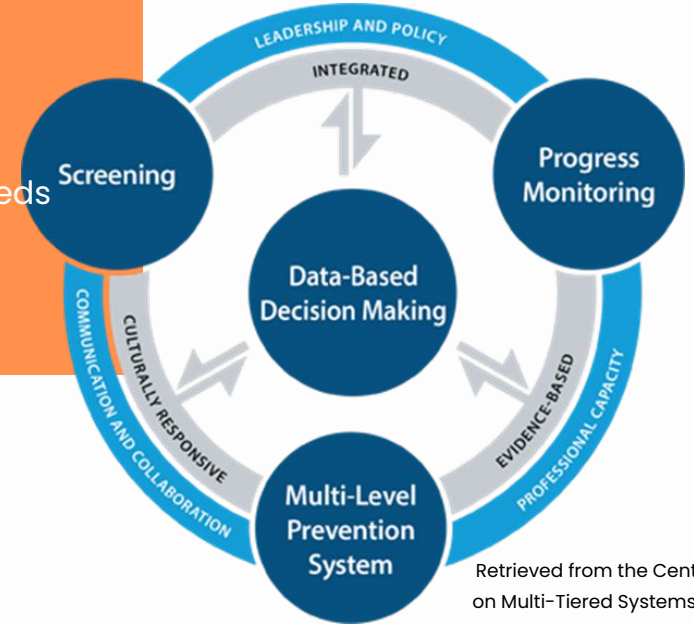 LEADERSHIP AND POLICY
INTEGRATED
Screening
Progress
Monitoring
eds
Data-Based
Decision Making
COMMUNICATION AND COLLABORATION
CULTURALLY RESPONSIVE
EVIDENCE-BASED
PROFESSIONAL CAPACITY
Multi-Level
Prevention
System
Retrieved from the Cent
on Multi-Tiered Systems